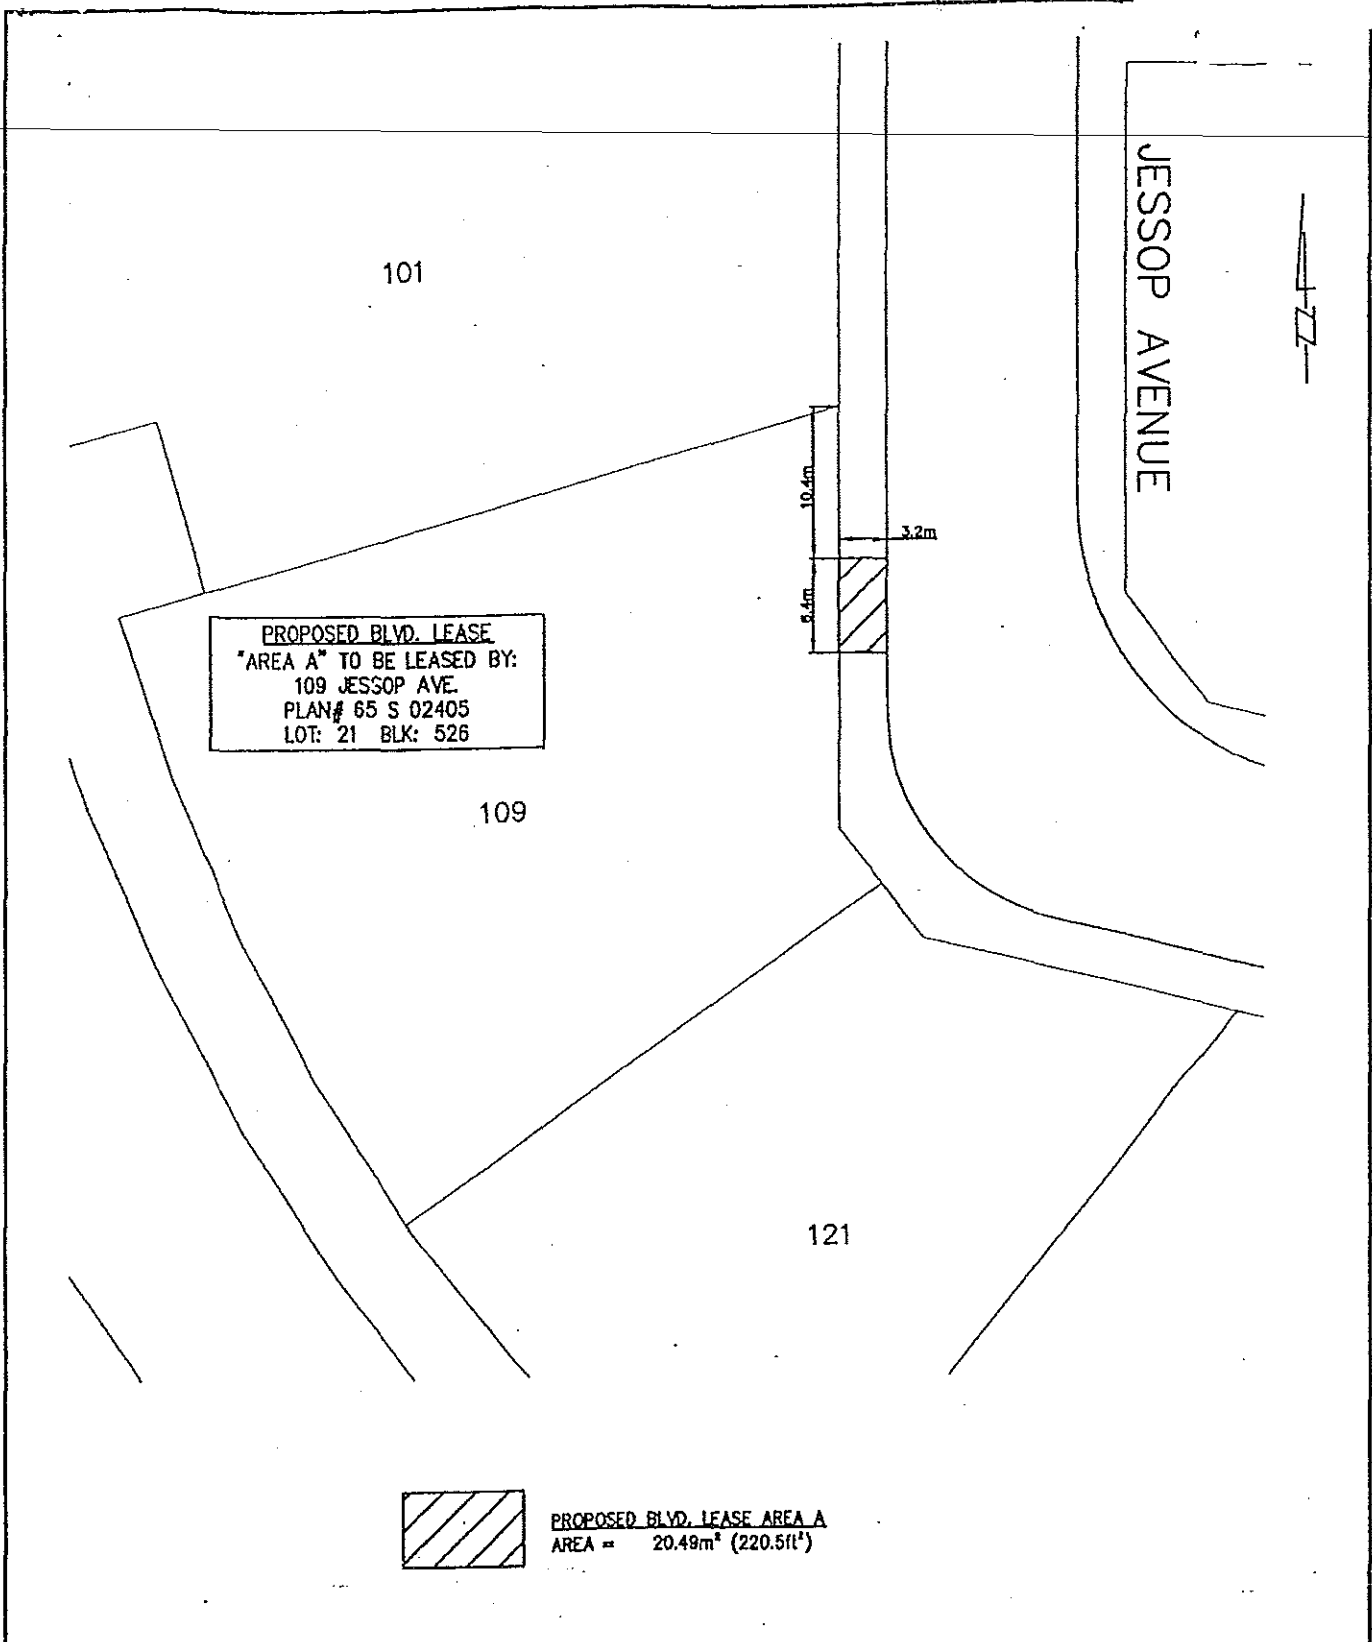 JESSOP AVENUE
N
101
10.4m
3.2m
6.4m
PROPOSED BLVD. LEASE
"AREA A" TO BE LEASED BY:
109 JESSOP AVE.
PLAN# 65 S 02405
LOT: 21 BLK: 526
109
121
PROPOSED BLVD. LEASE AREA A
AREA = 20.49m² (220.5ft²)